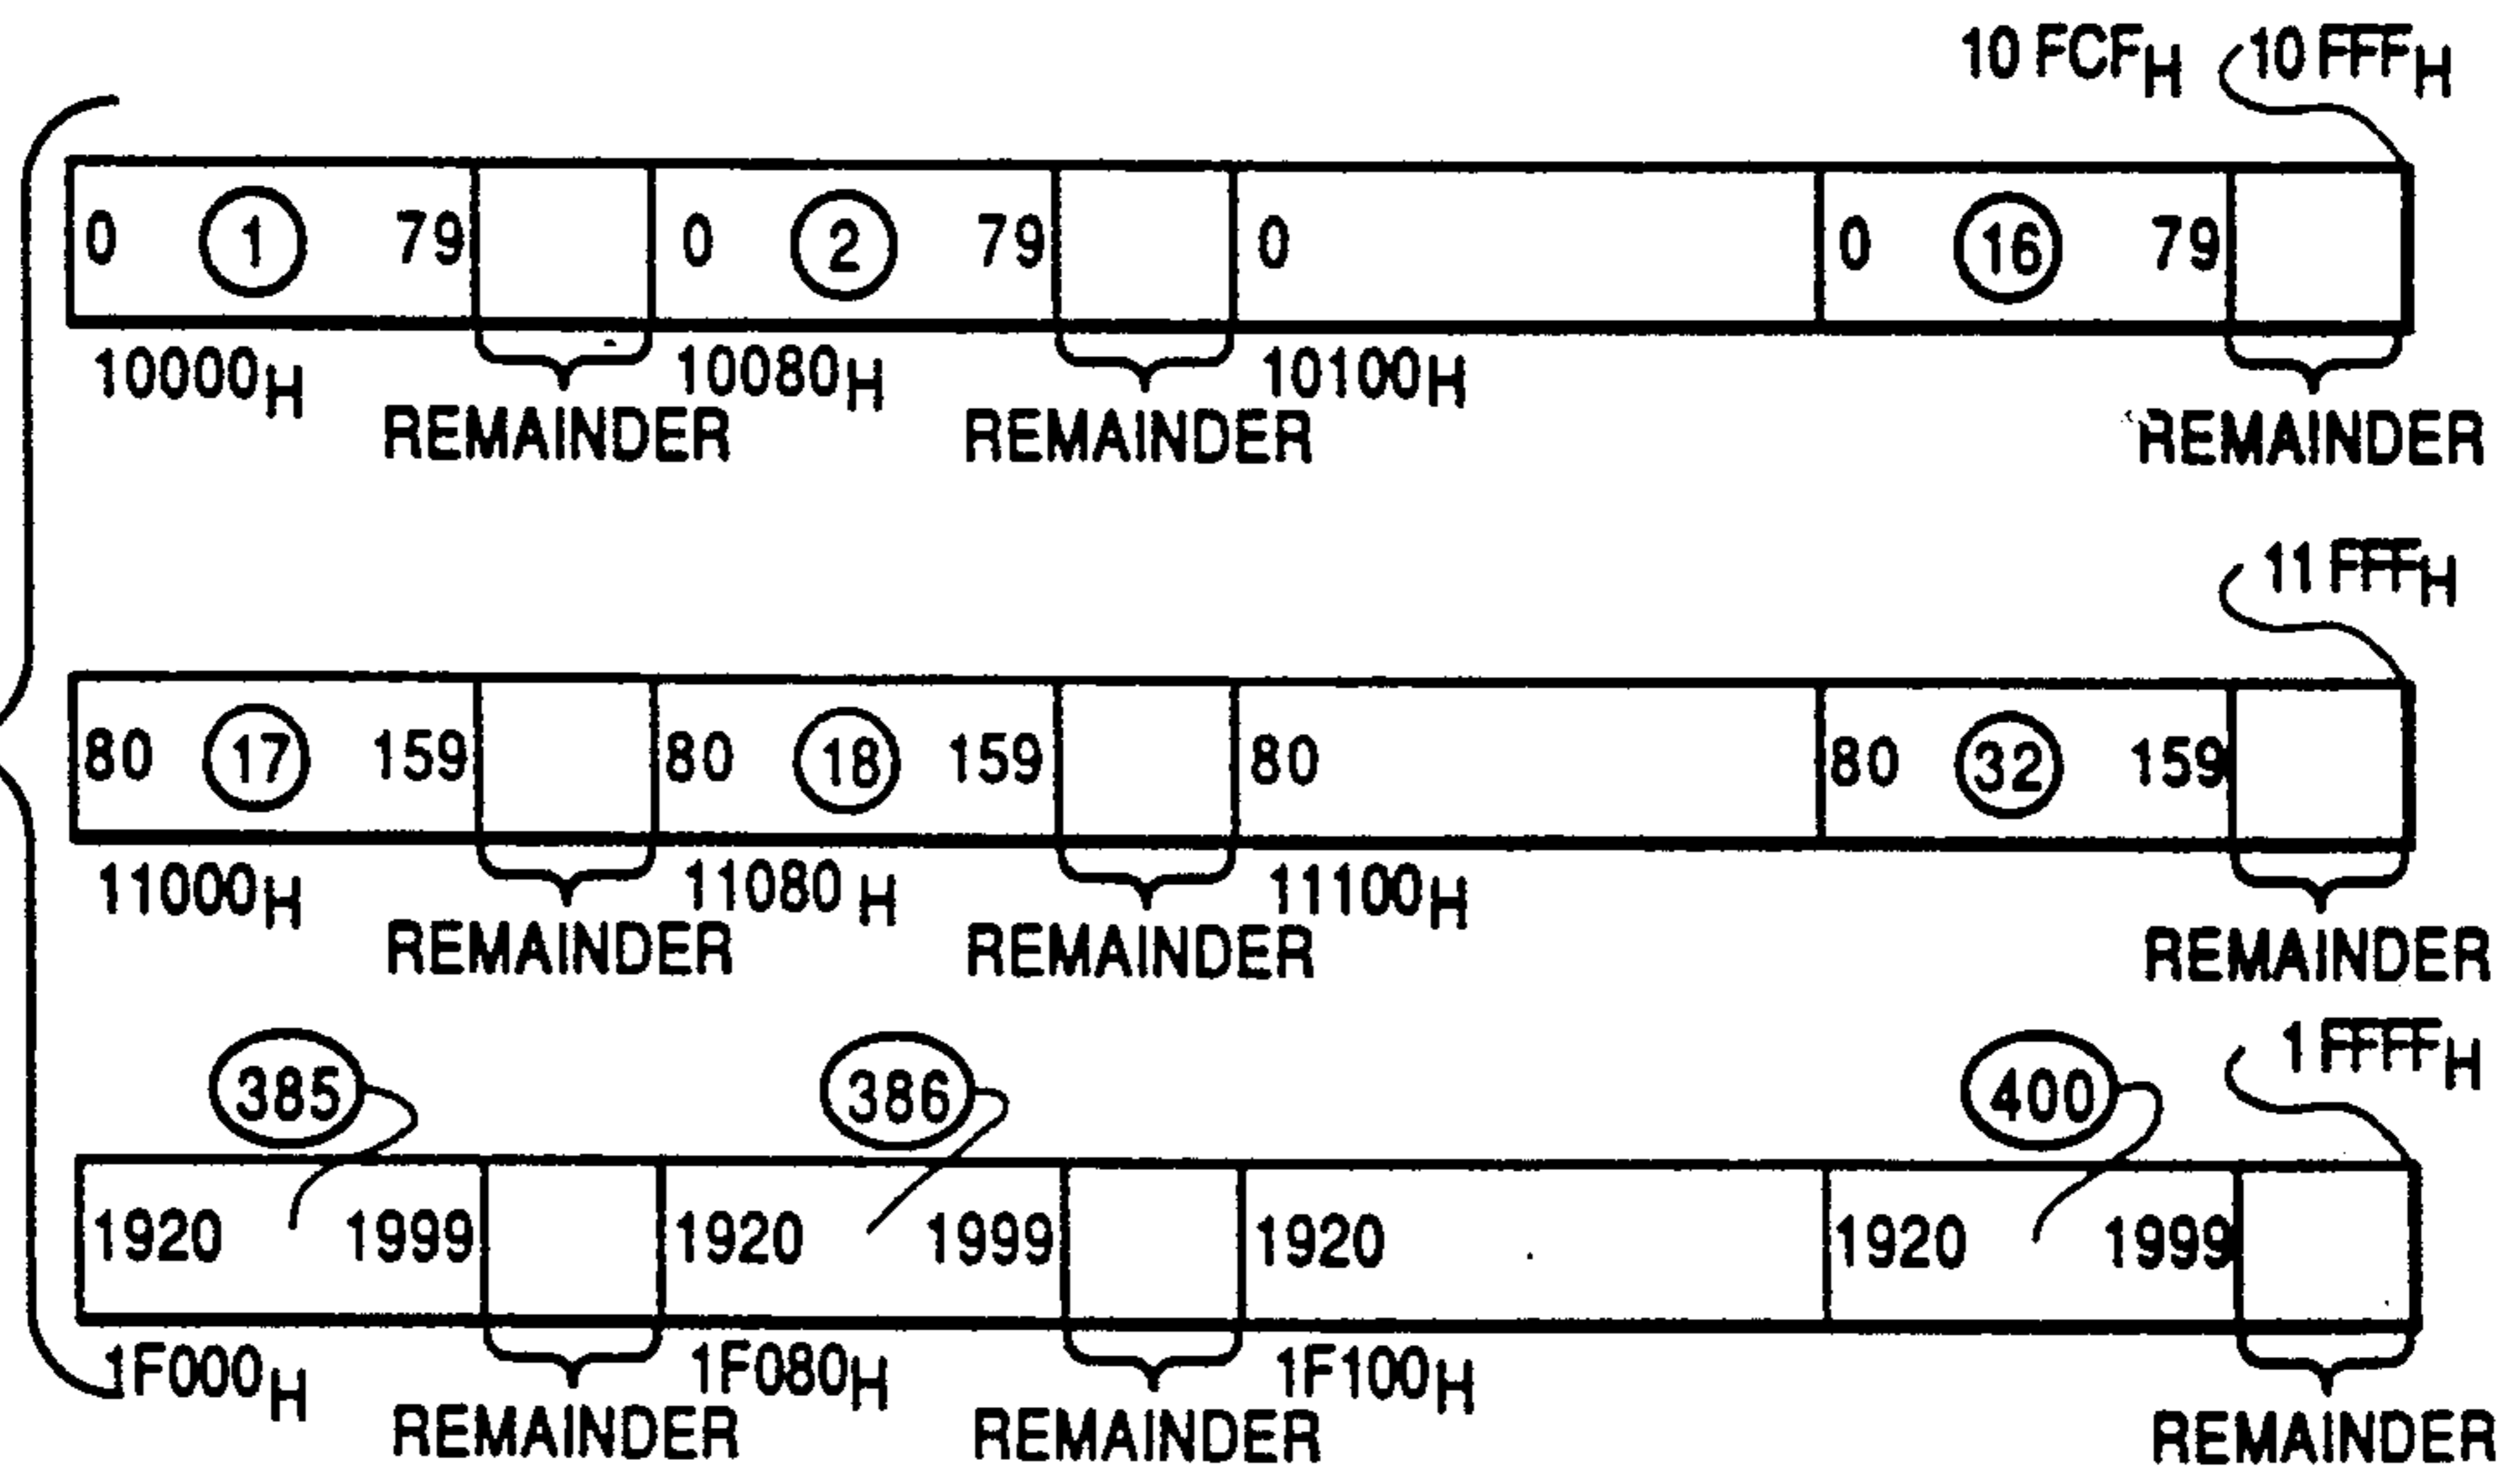 10 FCFH 10 FFFH
0 1 79 0 2 79 0 0 16 79
10000H 10080H 10100H
REMAINDER REMAINDER REMAINDER
11 FFFH
80 17 159 80 18 159 80 80 32 159
11000H 11080 H 11100H
REMAINDER REMAINDER REMAINDER
385 386 400 1 FFFFH
1920 1999 1920 1999 1920 1920 1999
1F000H 1F080H 1F100H
REMAINDER REMAINDER REMAINDER